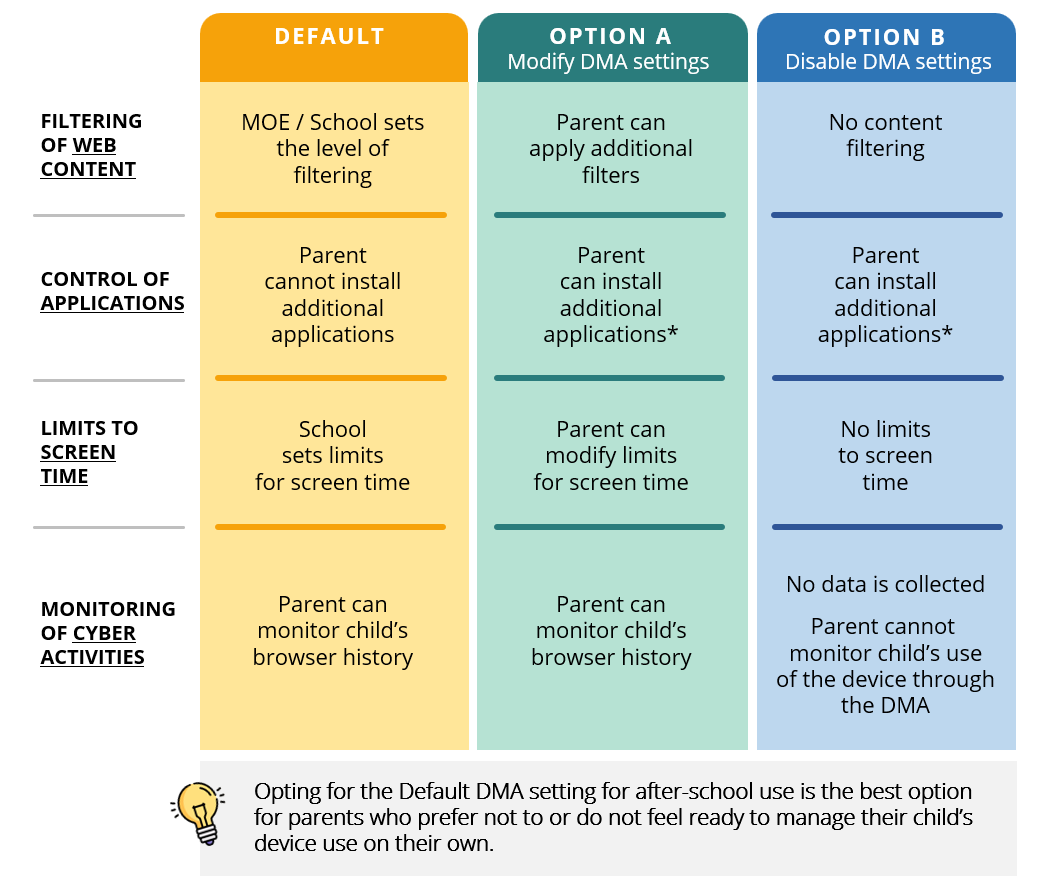 DEFAULT
OPTION A
Modify DMA settings
OPTION B
Disable DMA settings
FILTERING
OF WEB
CONTENT
MOE / School sets
the level of
filtering
Parent can
apply additional
filters
No content
filtering
CONTROL OF
APPLICATIONS
Parent
cannot install
additional
applications
Parent
can install
additional
applications*
Parent
can install
additional
applications*
LIMITS TO
SCREEN
TIME
School
sets limits
for screen time
Parent can
modify limits
for screen time
No limits
to screen
time
MONITORING
OF CYBER
ACTIVITIES
Parent can
monitor child’s
browser history
Parent can
monitor child’s
browser history
No data is collected
Parent cannot
monitor child’s use
of the device through
the DMA
Opting for the Default DMA setting for after-school use is the best option
for parents who prefer not to or do not feel ready to manage their child’s
device use on their own.